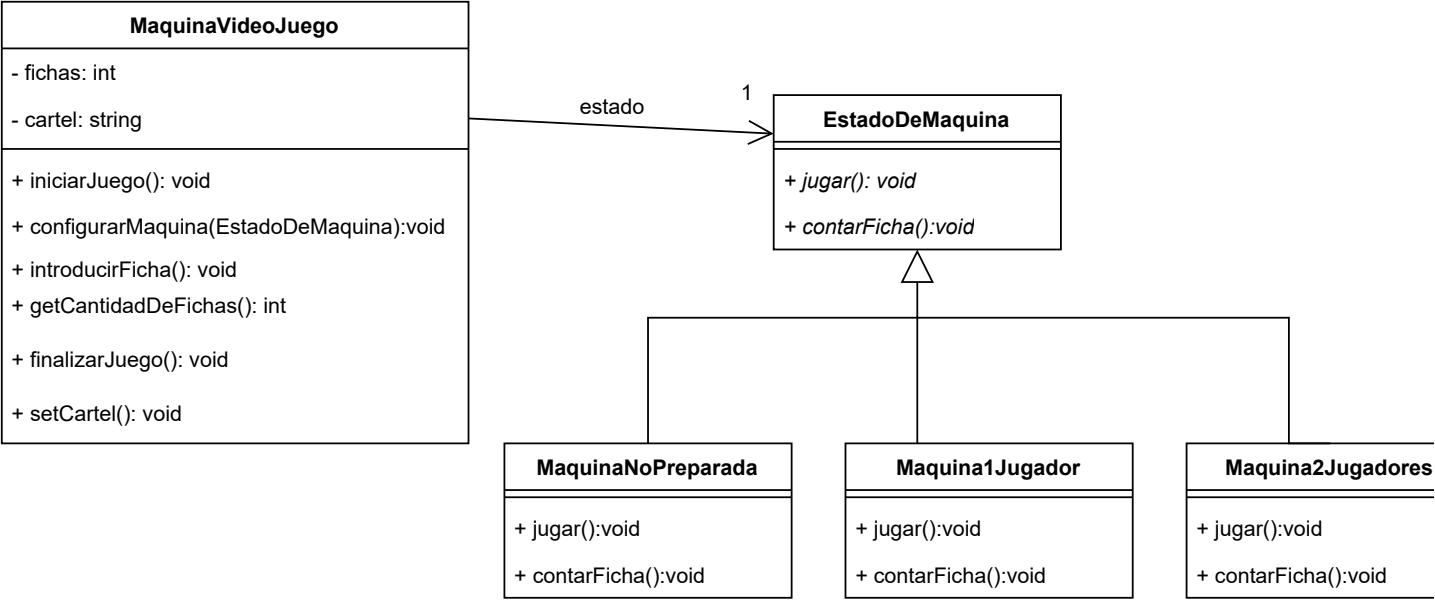 MaquinaVideoJuego
- fichas: int
- cartel: string
+ iniciarJuego(): void
+ configurarMaquina(EstadoDeMaquina):void
+ introducirFicha(): void
+ getCantidadDeFichas(): int
+ finalizarJuego(): void
+ setCartel(): void
estado
1
EstadoDeMaquina
+ jugar(): void
+ contarFicha():void
MaquinaNoPreparada
+ jugar():void
+ contarFicha():void
Maquina1Jugador
+ jugar():void
+ contarFicha():void
Maquina2Jugadores
+ jugar():void
+ contarFicha():void